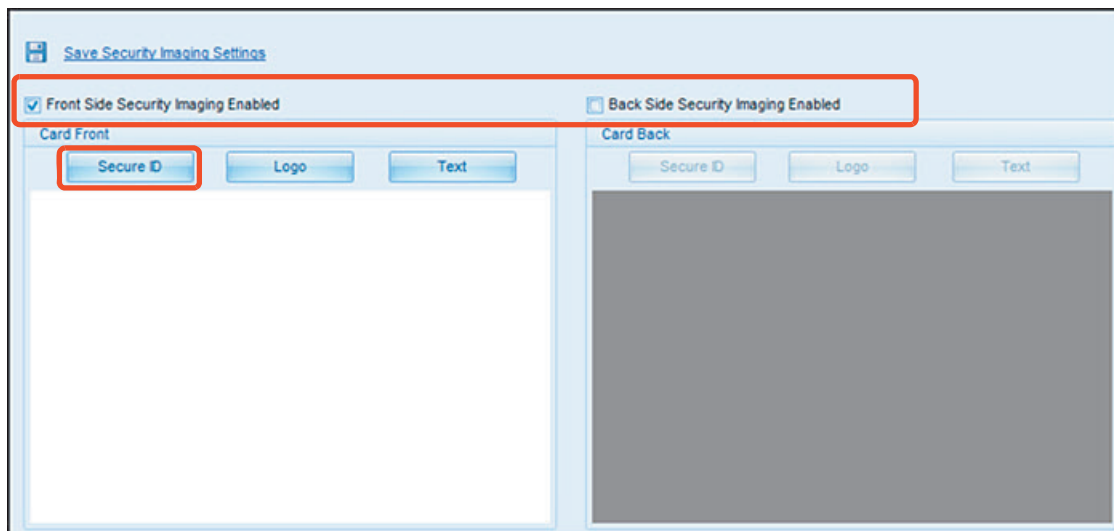 Save Security Imaging Settings
Front Side Security Imaging Enabled
Back Side Security Imaging Enabled
Card Front
Card Back
Secure ID
Logo
Text
Secure ID
Logo
Text